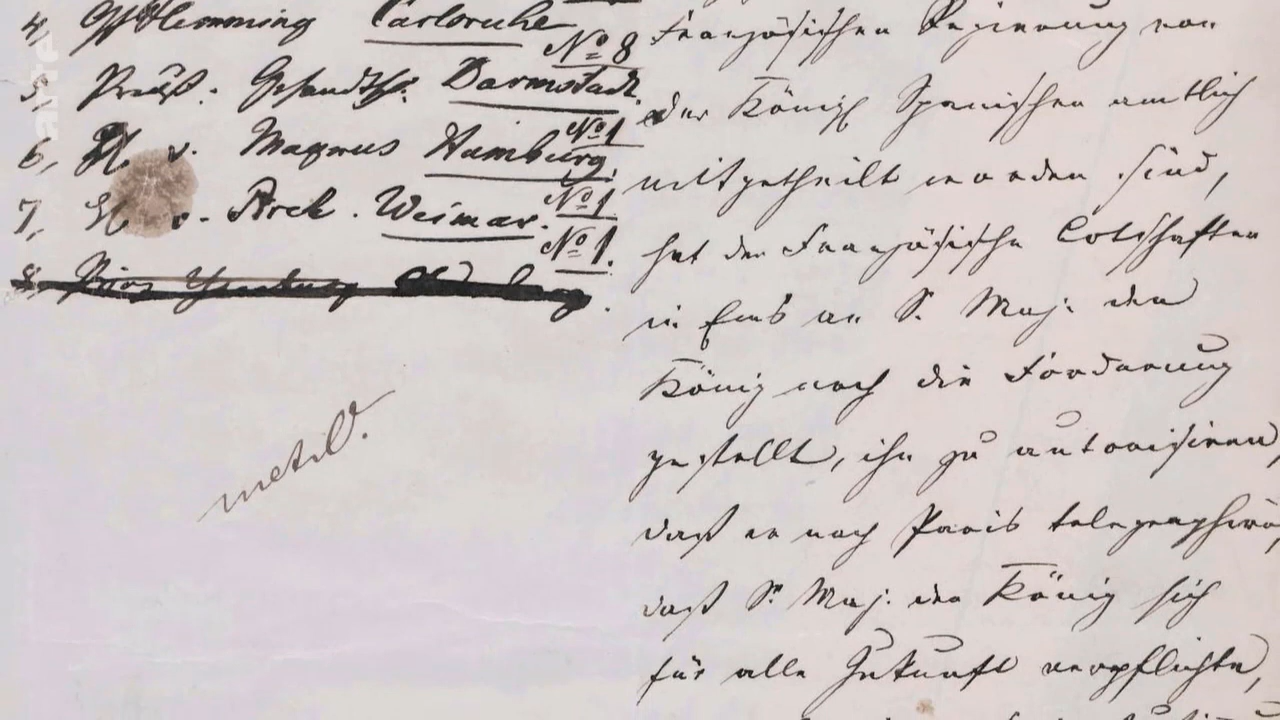 arte
4, Flemming Carlsruhe
No 8
5, Preuß. Gesandtsch. Darmstadt.
No 1
6, H v. Magnus Hamburg
No 1
7, H v. Weimar.
No 1.
8,
metall.
Französischen Regierung von
der Königl Spanischen amtlich
mitgetheilt worden sind,
hat der Französische Botschafter
in Ems an S. Maj. den
König noch die Forderung
gestellt, ihn zu autorisiren,
daß er nach Paris telegraphire,
daß S. Maj. der König sich
für alle Zukunft verpflichte,